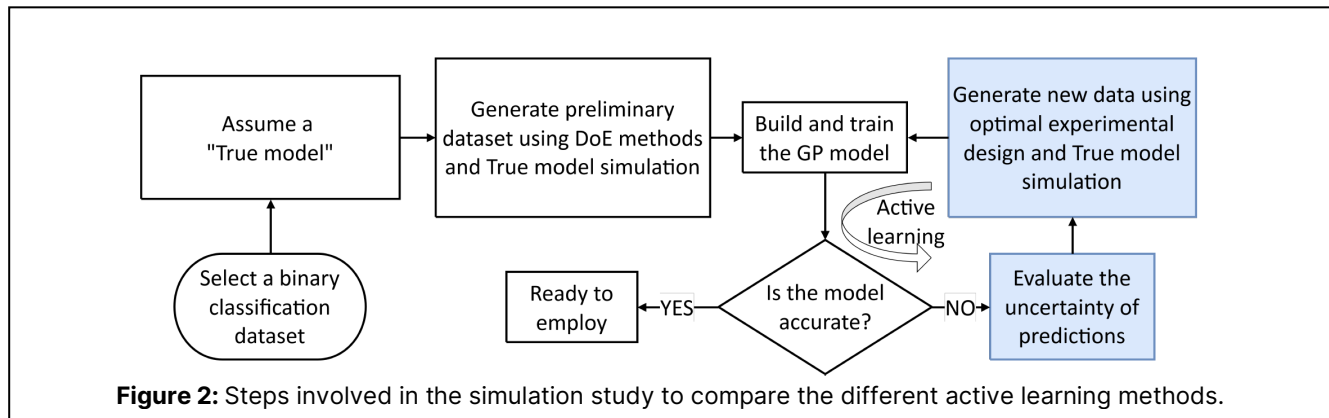 Assume a
"True model"
Generate preliminary
dataset using DoE methods
and True model simulation
Build and train
the GP model
Generate new data using
optimal experimental
design and True model
simulation
Active
learning
Select a binary
classification
dataset
Ready to
employ
YES
Is the model
accurate?
NO
Evaluate the
uncertainty of
predictions
Figure 2: Steps involved in the simulation study to compare the different active learning methods.